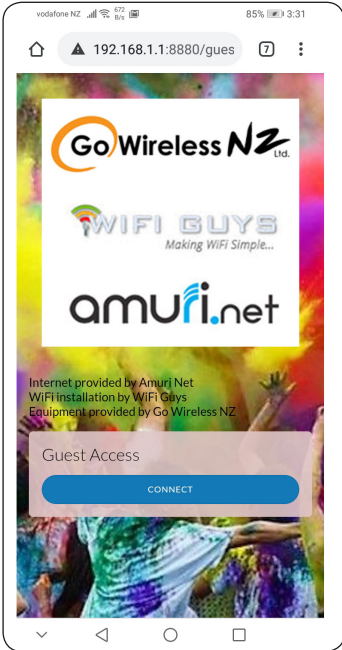 vodafone NZ 672 B/s 85% 3:31
192.168.1.1:8880/gues 7
Go Wireless NZ Ltd.
WIFI GUYS
Making WiFi Simple...
amuri.net
Internet provided by Amuri Net
WiFi installation by WiFi Guys
Equipment provided by Go Wireless NZ
Guest Access
CONNECT